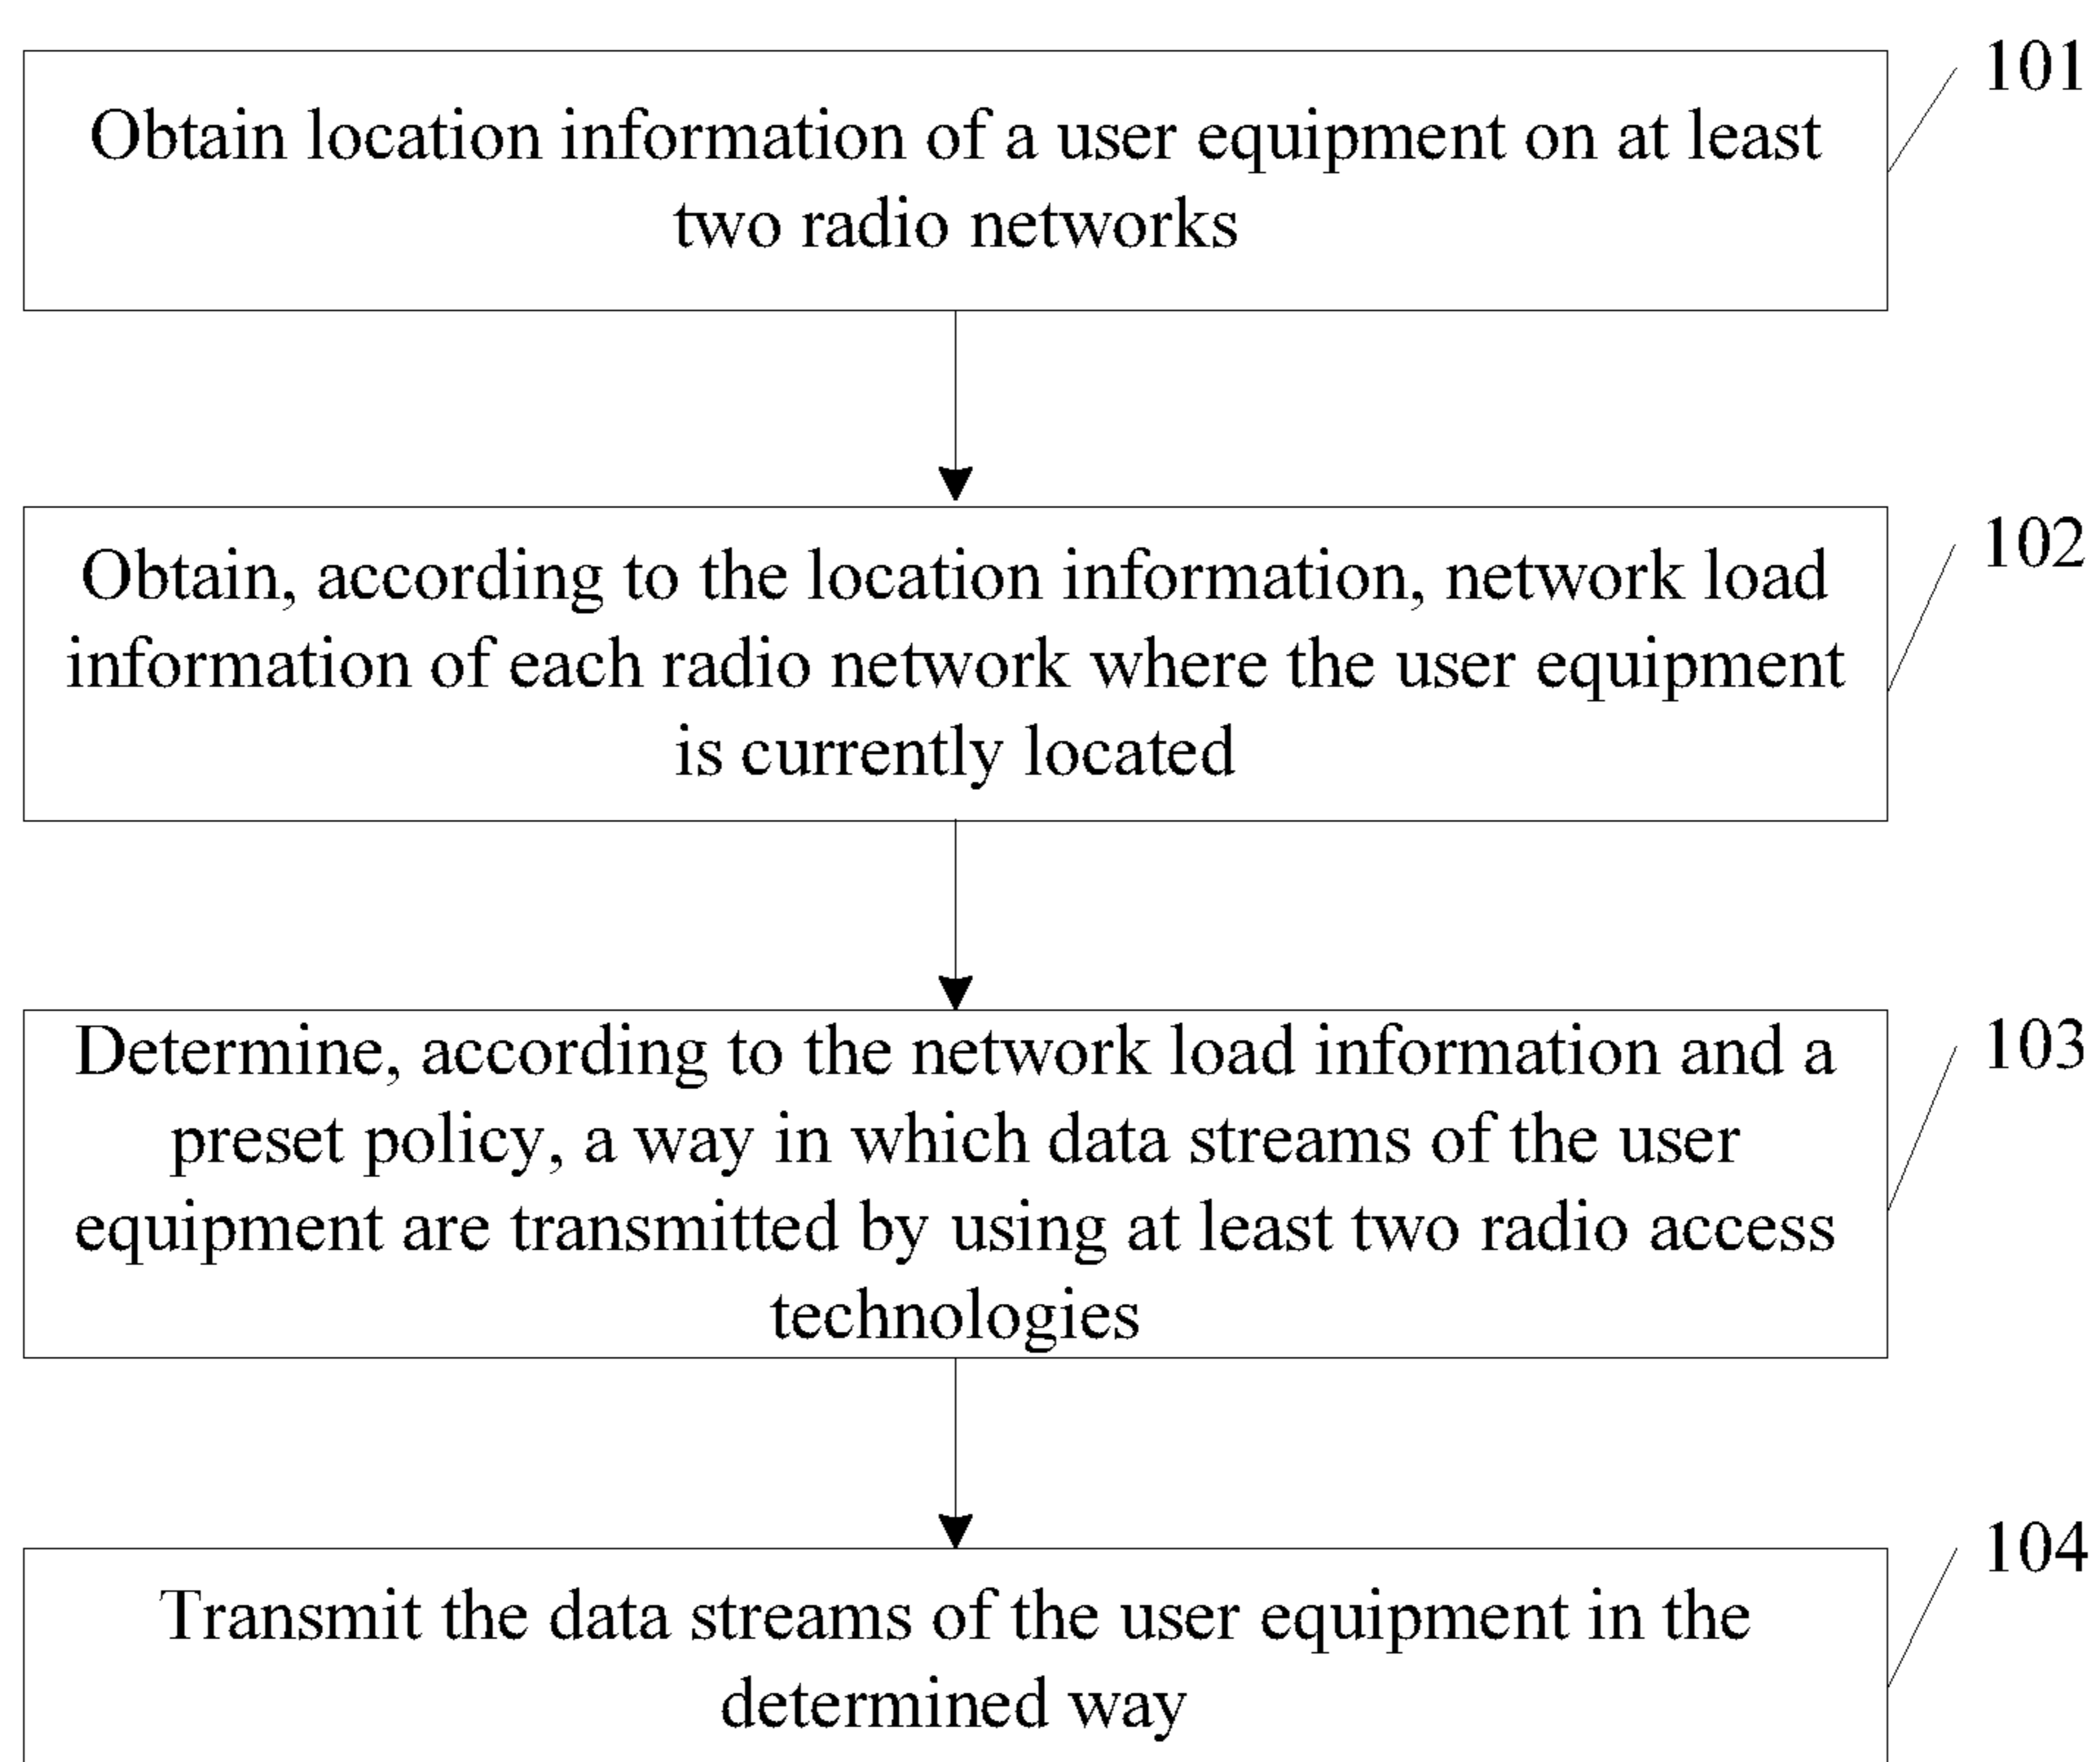 101
Obtain location information of a user equipment on at least
two radio networks
102
Obtain, according to the location information, network load
information of each radio network where the user equipment
is currently located
103
Determine, according to the network load information and a
preset policy, a way in which data streams of the user
equipment are transmitted by using at least two radio access
technologies
104
Transmit the data streams of the user equipment in the
determined way